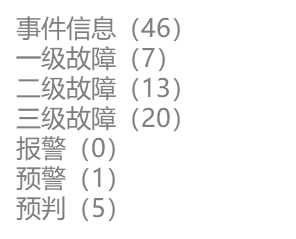 事件信息（46）
一级故障（7）
二级故障（13）
三级故障（20）
报警（0）
预警（1）
预判（5）